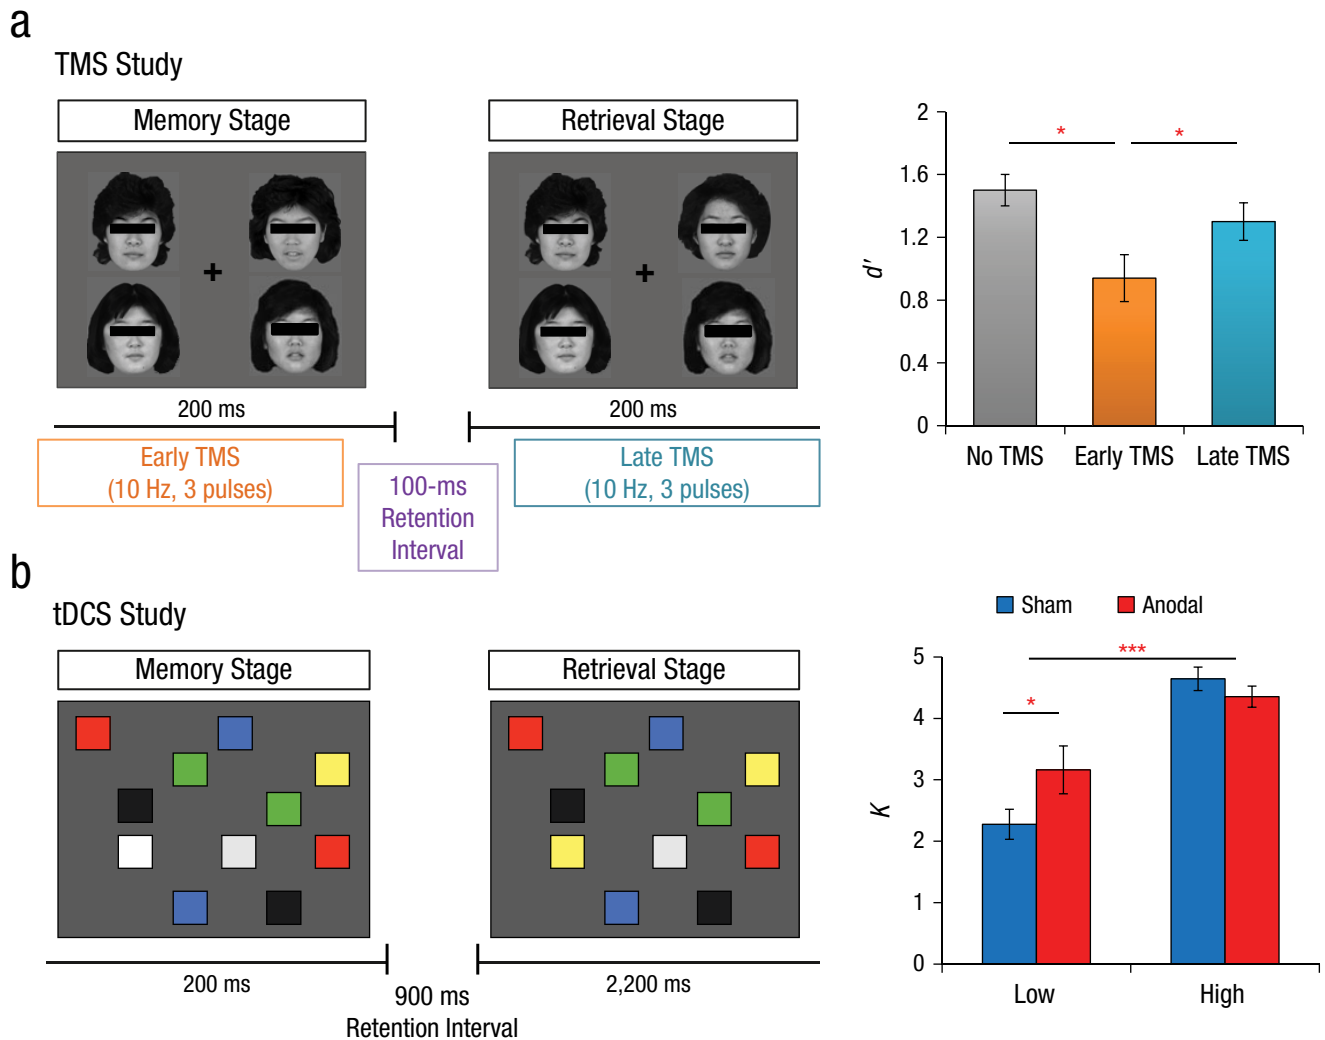 a
TMS Study
Memory Stage
Retrieval Stage
+
+
200 ms
200 ms
Early TMS
(10 Hz, 3 pulses)
100-ms
Retention
Interval
Late TMS
(10 Hz, 3 pulses)
d′
2
1.6
1.2
0.8
0.4
0
*
*
No TMS
Early TMS
Late TMS
b
tDCS Study
Memory Stage
Retrieval Stage
200 ms
900 ms
Retention Interval
2,200 ms
Sham
Anodal
K
5
4
3
2
1
0
*
***
Low
High